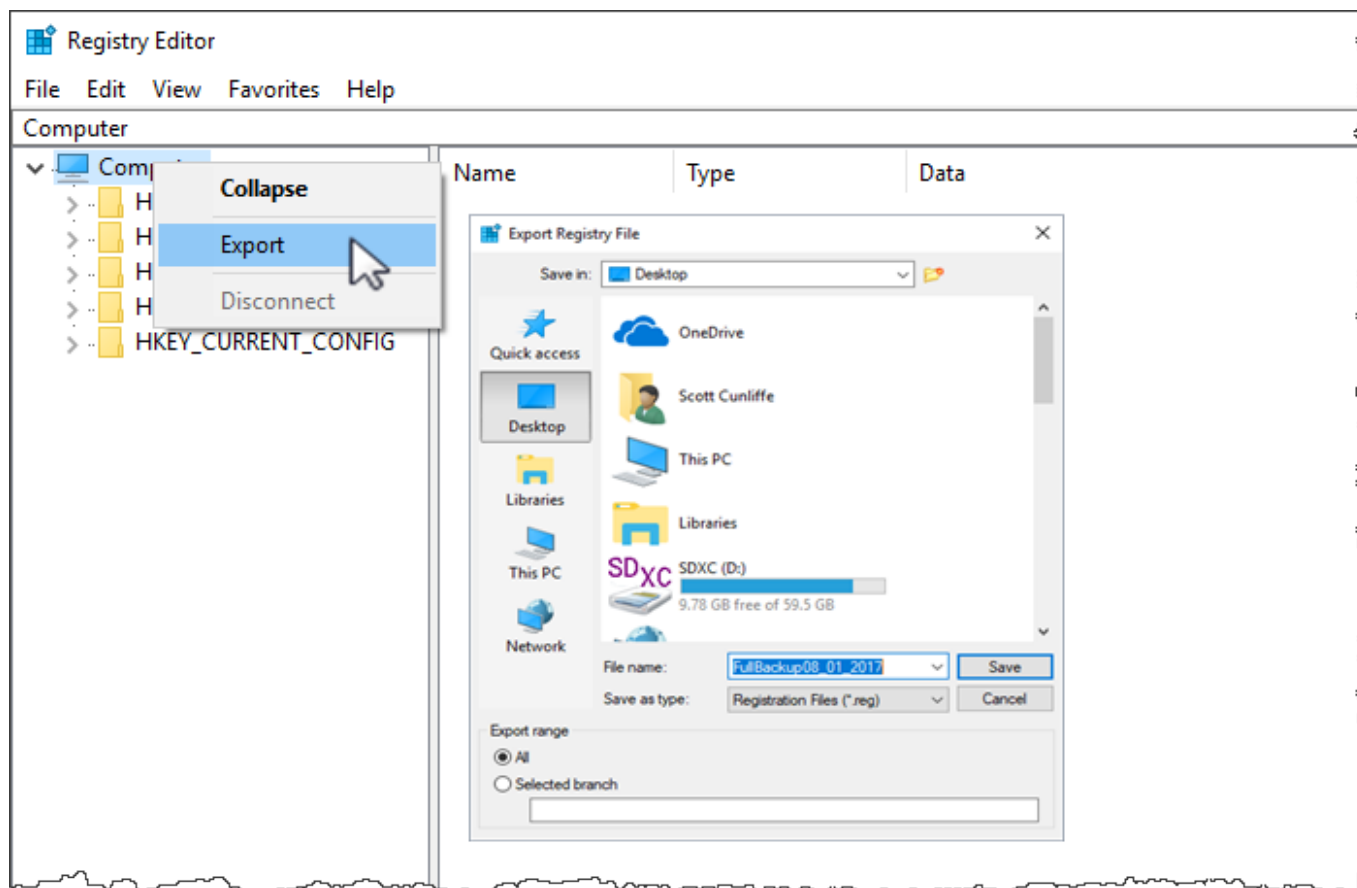 Registry Editor
File Edit View Favorites Help
Computer
Name Type Data
Collapse
Export
Disconnect
HKEY_CURRENT_CONFIG
Export Registry File
Save in: Desktop
Quick access
Desktop
Libraries
This PC
Network
OneDrive
Scott Cunliffe
This PC
Libraries
SDXC SDXC (D:)
9.78 GB free of 59.5 GB
File name: FullBackup08_01_2017 Save
Save as type: Registration Files (*.reg) Cancel
Export range
All
Selected branch